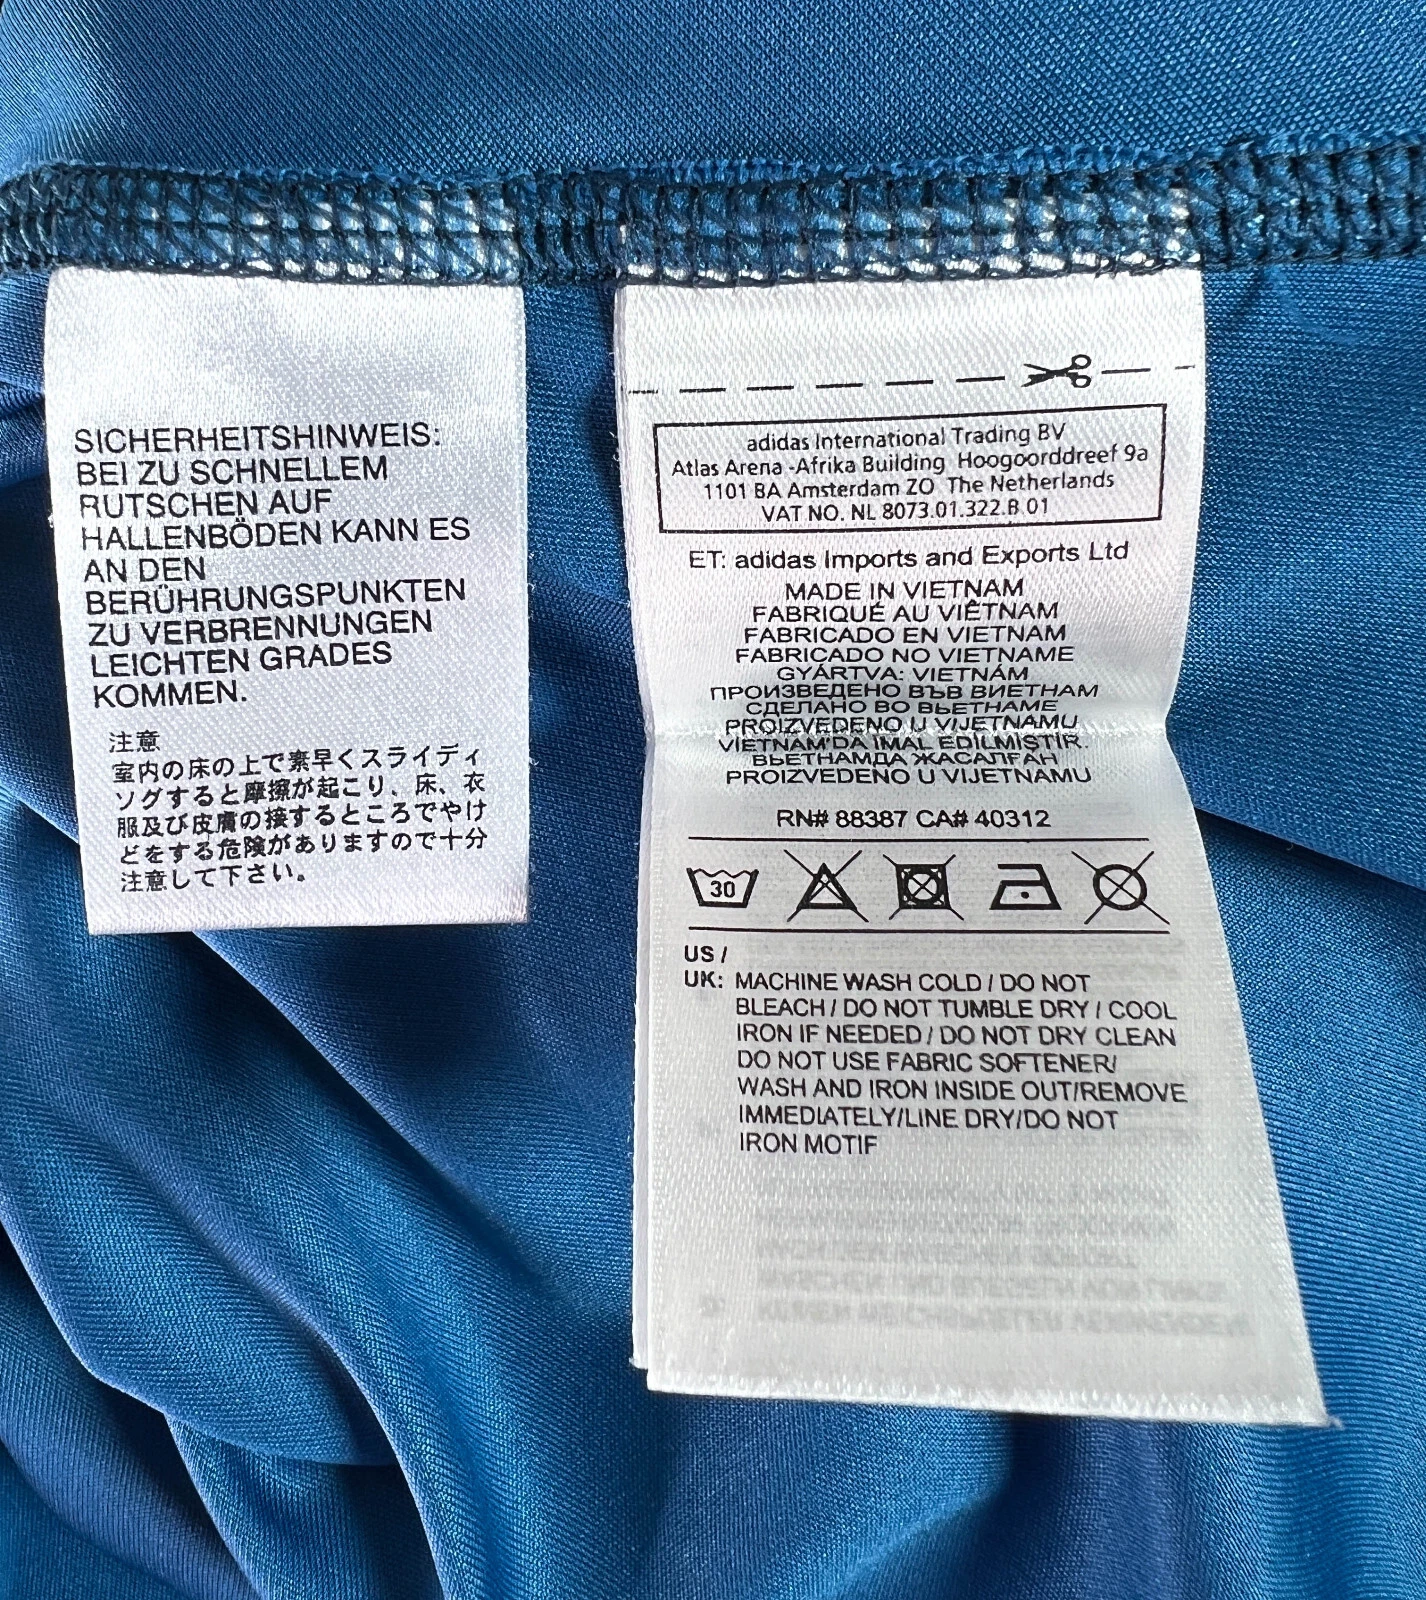 SICHERHEITSHINWEIS:
BEI ZU SCHNELLEM
RUTSCHEN AUF
HALLENBÖDEN KANN ES
AN DEN
BERÜHRUNGSPUNKTEN
ZU VERBRENNUNGEN
LEICHTEN GRADES
KOMMEN.
注意
室内の床の上で素早くスライディ
ングすると摩擦が起こり、床、衣
服及び皮膚の接するところでやけ
どをする危険がありますので十分
注意して下さい。
adidas International Trading BV
Atlas Arena -Afrika Building Hoogoorddreef 9a
1101 BA Amsterdam ZO The Netherlands
VAT NO. NL 8073.01.322.B.01
ET: adidas Imports and Exports Ltd
MADE IN VIETNAM
FABRIQUÉ AU VIÊTNAM
FABRICADO EN VIETNAM
FABRICADO NO VIETNAME
GYÁRTVA: VIETNÁM
ПРОИЗВЕДЕНО ВЪВ ВИЕТНАМ
СДЕЛАНО ВО ВЬЕТНАМЕ
PROIZVEDENO U VIJETNAMU
VIETNAM'DA İMAL EDİLMİŞTİR.
ВЬЕТНАМДА ЖАСАЛҒАН
PROIZVEDENO U VIJETNAMU
RN# 88387 CA# 40312
30
US /
UK: MACHINE WASH COLD / DO NOT
BLEACH / DO NOT TUMBLE DRY / COOL
IRON IF NEEDED / DO NOT DRY CLEAN
DO NOT USE FABRIC SOFTENER/
WASH AND IRON INSIDE OUT/REMOVE
IMMEDIATELY/LINE DRY/DO NOT
IRON MOTIF